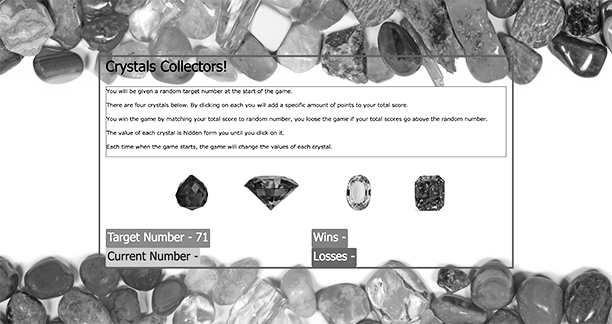 Crystals Collectors!
You will be given a random target number at the start of the game.
There are four crystals below. By clicking on each you will add a specific amount of points to your total score.
You win the game by matching your total score to random number, you loose the game if your total scores go above the random number.
The value of each crystal is hidden form you until you click on it.
Each time when the game starts, the game will change the values of each crystal.
Target Number - 71
Wins -
Current Number -
Losses -